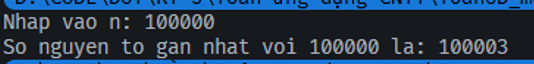 Nhap vao n: 100000
So nguyen to gan nhat voi 100000 la: 100003